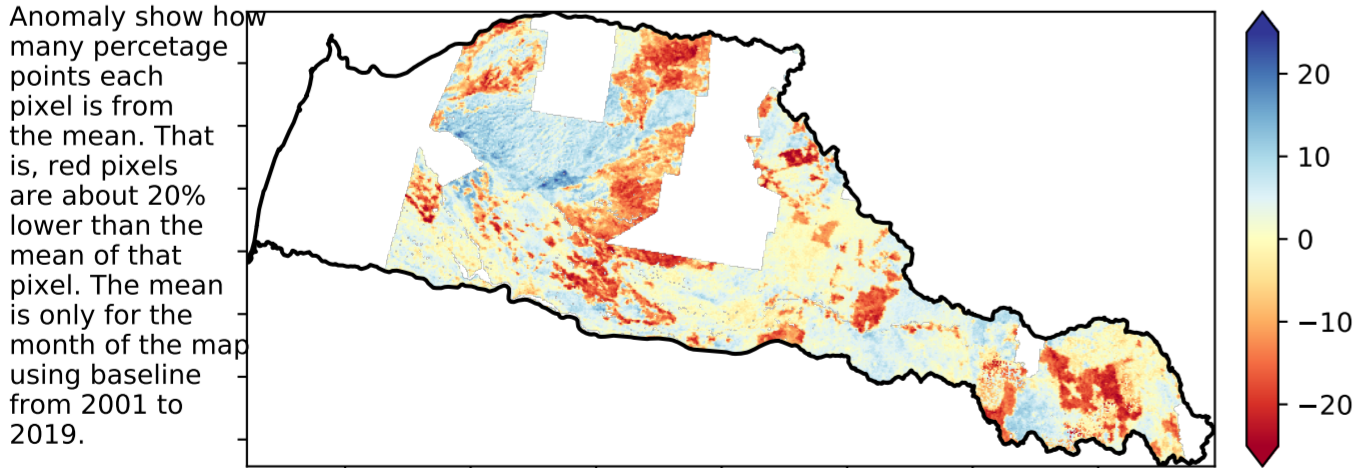 Anomaly show how
many percetage
points each
pixel is from
the mean. That
is, red pixels
are about 20%
lower than the
mean of that
pixel. The mean
is only for the
month of the map
using baseline
from 2001 to
2019.
20
10
0
−10
−20